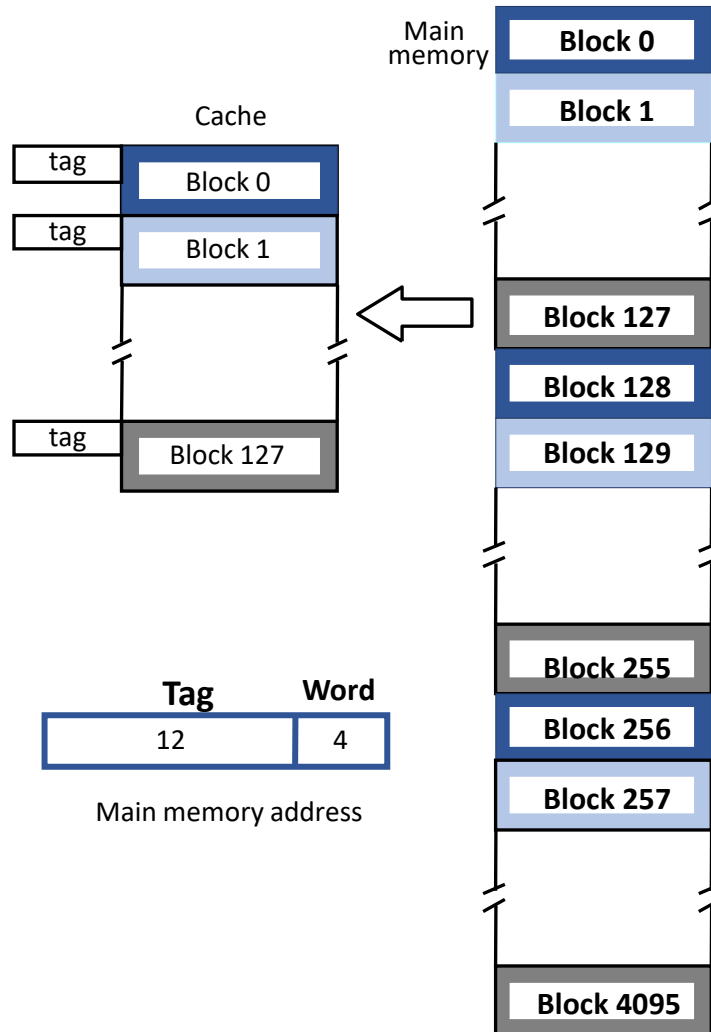 Main
memory
Block 0
Block 1
Cache
tag
Block 0
tag
Block 1
Block 127
Block 128
tag
Block 127
Block 129
Block 255
Tag
Word
12
4
Block 256
Main memory address
Block 257
Block 4095